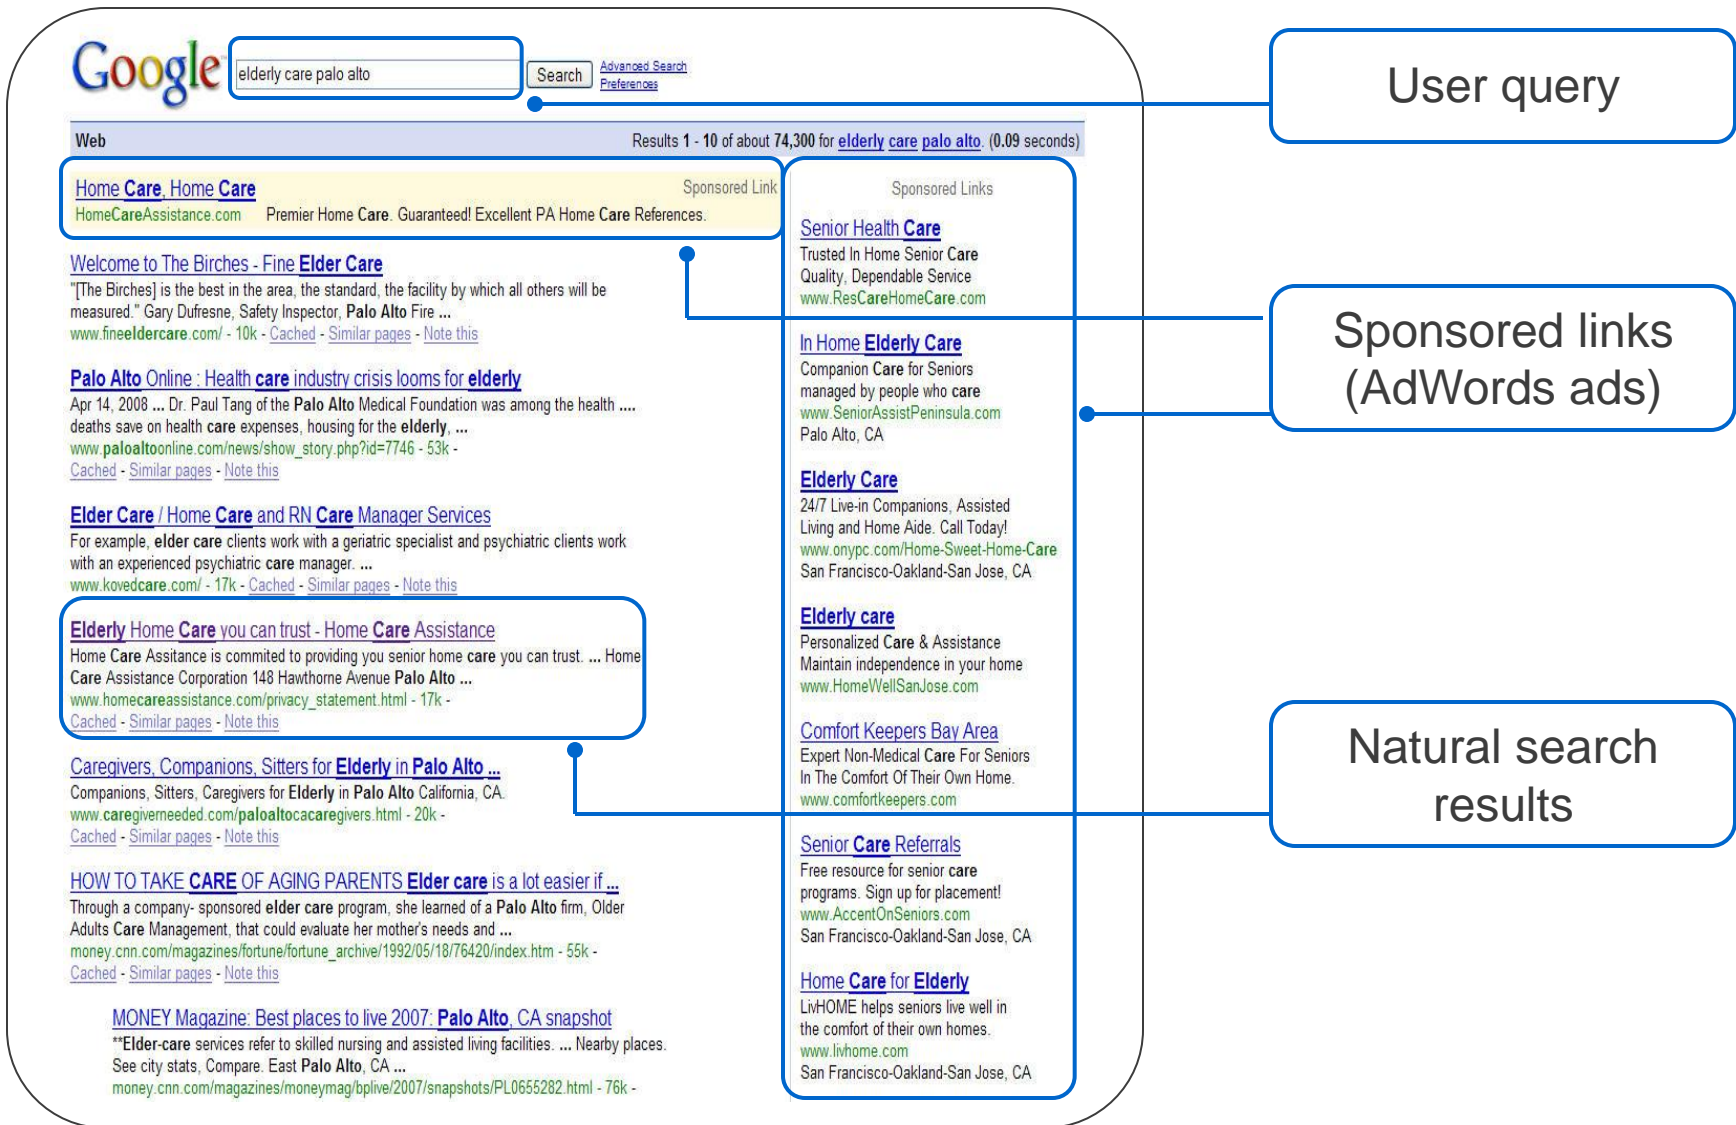 Google
elderly care palo alto
Search
Advanced Search
Preferences
User query
Web
Results 1 - 10 of about 74,300 for elderly care palo alto. (0.09 seconds)
Home Care, Home Care
Sponsored Link
HomeCareAssistance.com Premier Home Care. Guaranteed! Excellent PA Home Care References.
Welcome to The Birches - Fine Elder Care
"[The Birches] is the best in the area, the standard, the facility by which all others will be
measured." Gary Dufresne, Safety Inspector, Palo Alto Fire ...
www.fineeldercare.com/ - 10k - Cached - Similar pages - Note this
Palo Alto Online : Health care industry crisis looms for elderly
Apr 14, 2008 ... Dr. Paul Tang of the Palo Alto Medical Foundation was among the health ....
deaths save on health care expenses, housing for the elderly, ...
www.paloaltoonline.com/news/show_story.php?id=7746 - 53k -
Cached - Similar pages - Note this
Elder Care / Home Care and RN Care Manager Services
For example, elder care clients work with a geriatric specialist and psychiatric clients work
with an experienced psychiatric care manager. ...
www.kovedcare.com/ - 17k - Cached - Similar pages - Note this
Elderly Home Care you can trust - Home Care Assistance
Home Care Assitance is commited to providing you senior home care you can trust. ... Home
Care Assistance Corporation 148 Hawthorne Avenue Palo Alto ...
www.homecareassistance.com/privacy_statement.html - 17k -
Cached - Similar pages - Note this
Caregivers, Companions, Sitters for Elderly in Palo Alto ...
Companions, Sitters, Caregivers for Elderly in Palo Alto California, CA.
www.caregiverneeded.com/paloaltocacaregivers.html - 20k -
Cached - Similar pages - Note this
HOW TO TAKE CARE OF AGING PARENTS Elder care is a lot easier if ...
Through a company- sponsored elder care program, she learned of a Palo Alto firm, Older
Adults Care Management, that could evaluate her mother's needs and ...
money.cnn.com/magazines/fortune/fortune_archive/1992/05/18/76420/index.htm - 55k -
Cached - Similar pages - Note this
MONEY Magazine: Best places to live 2007: Palo Alto, CA snapshot
**Elder-care services refer to skilled nursing and assisted living facilities. ... Nearby places.
See city stats, Compare. East Palo Alto, CA ...
money.cnn.com/magazines/moneymag/bplive/2007/snapshots/PL0655282.html - 76k -
Sponsored Links
Senior Health Care
Trusted In Home Senior Care
Quality, Dependable Service
www.ResCareHomeCare.com
In Home Elderly Care
Companion Care for Seniors
managed by people who care
www.SeniorAssistPeninsula.com
Palo Alto, CA
Elderly Care
24/7 Live-in Companions, Assisted
Living and Home Aide. Call Today!
www.onypc.com/Home-Sweet-Home-Care
San Francisco-Oakland-San Jose, CA
Elderly care
Personalized Care & Assistance
Maintain independence in your home
www.HomeWellSanJose.com
Comfort Keepers Bay Area
Expert Non-Medical Care For Seniors
In The Comfort Of Their Own Home.
www.comfortkeepers.com
Senior Care Referrals
Free resource for senior care
programs. Sign up for placement!
www.AccentOnSeniors.com
San Francisco-Oakland-San Jose, CA
Home Care for Elderly
LivHOME helps seniors live well in
the comfort of their own homes.
www.livhome.com
San Francisco-Oakland-San Jose, CA
Sponsored links
(AdWords ads)
Natural search
results